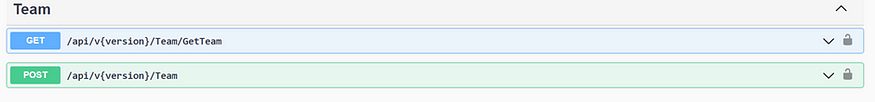 Team
GET /api/v{version}/Team/GetTeam
POST /api/v{version}/Team